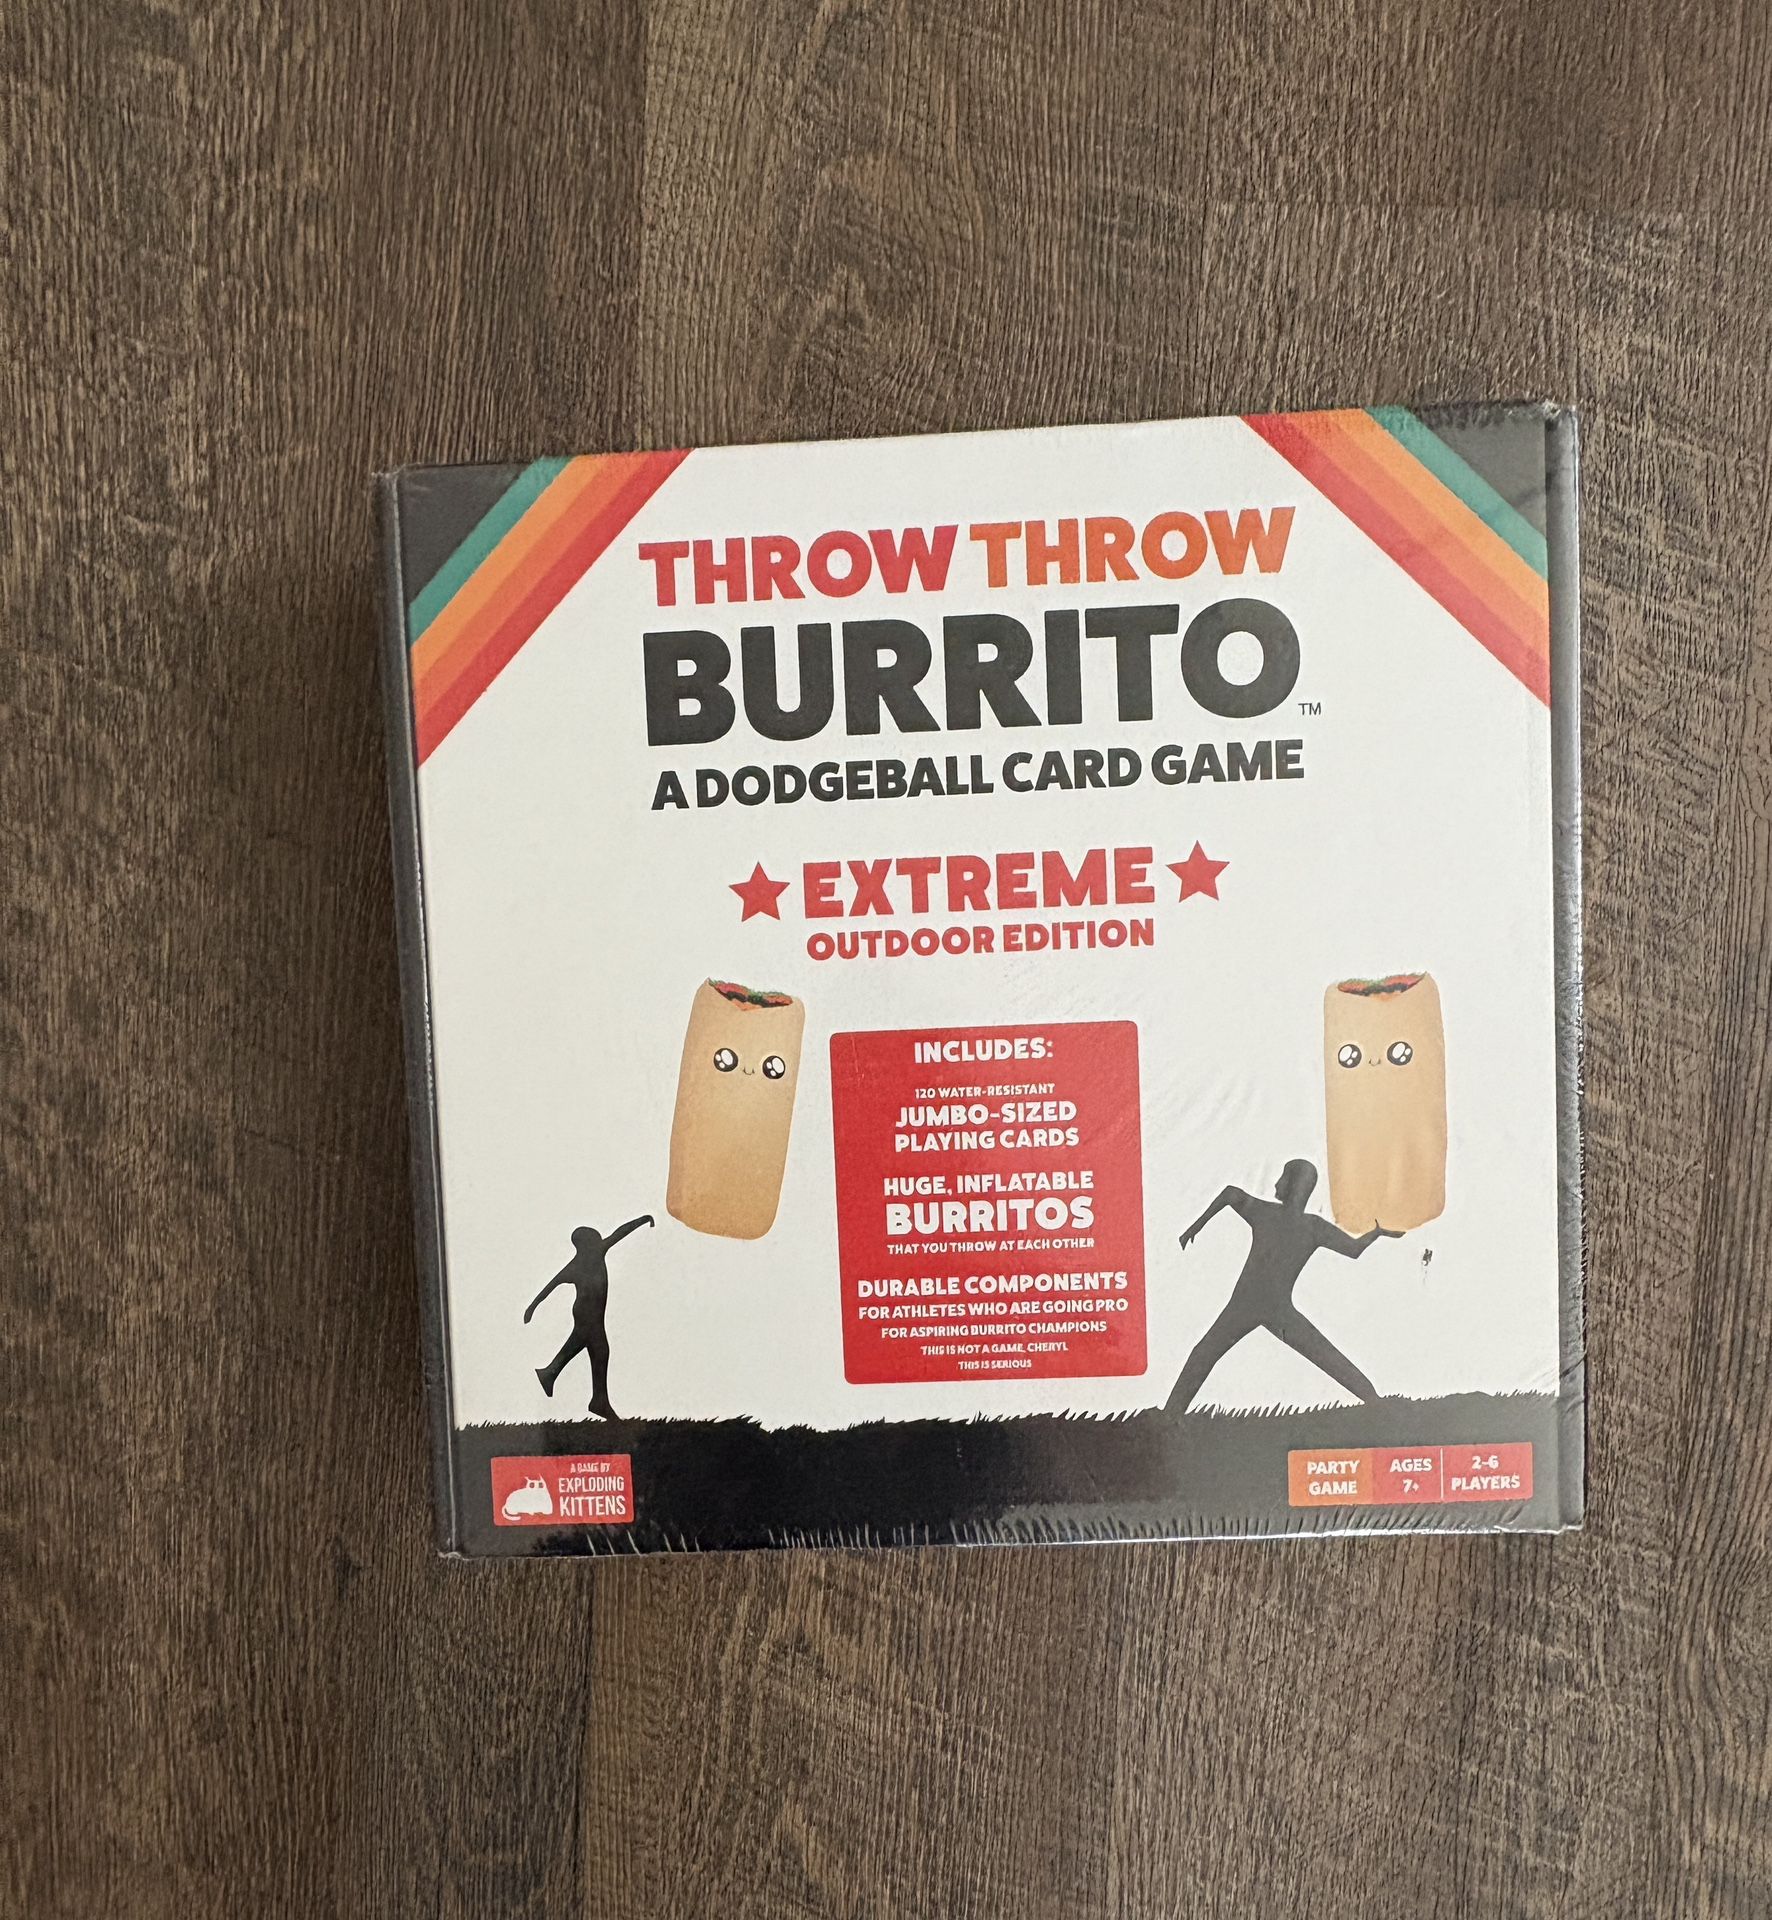 THROW THROW
BURRITO™
A DODGEBALL CARD GAME
EXTREME
OUTDOOR EDITION
INCLUDES:
120 WATER-RESISTANT
JUMBO-SIZED
PLAYING CARDS
HUGE, INFLATABLE
BURRITOS
THAT YOU THROW AT EACH OTHER
DURABLE COMPONENTS
FOR ATHLETES WHO ARE GOING PRO
FOR ASPIRING BURRITO CHAMPIONS
THIS IS NOT A GAME, CHERYL
THIS IS SERIOUS
A GAME BY
EXPLODING
KITTENS
PARTY
GAME
AGES
7+
2-6
PLAYERS